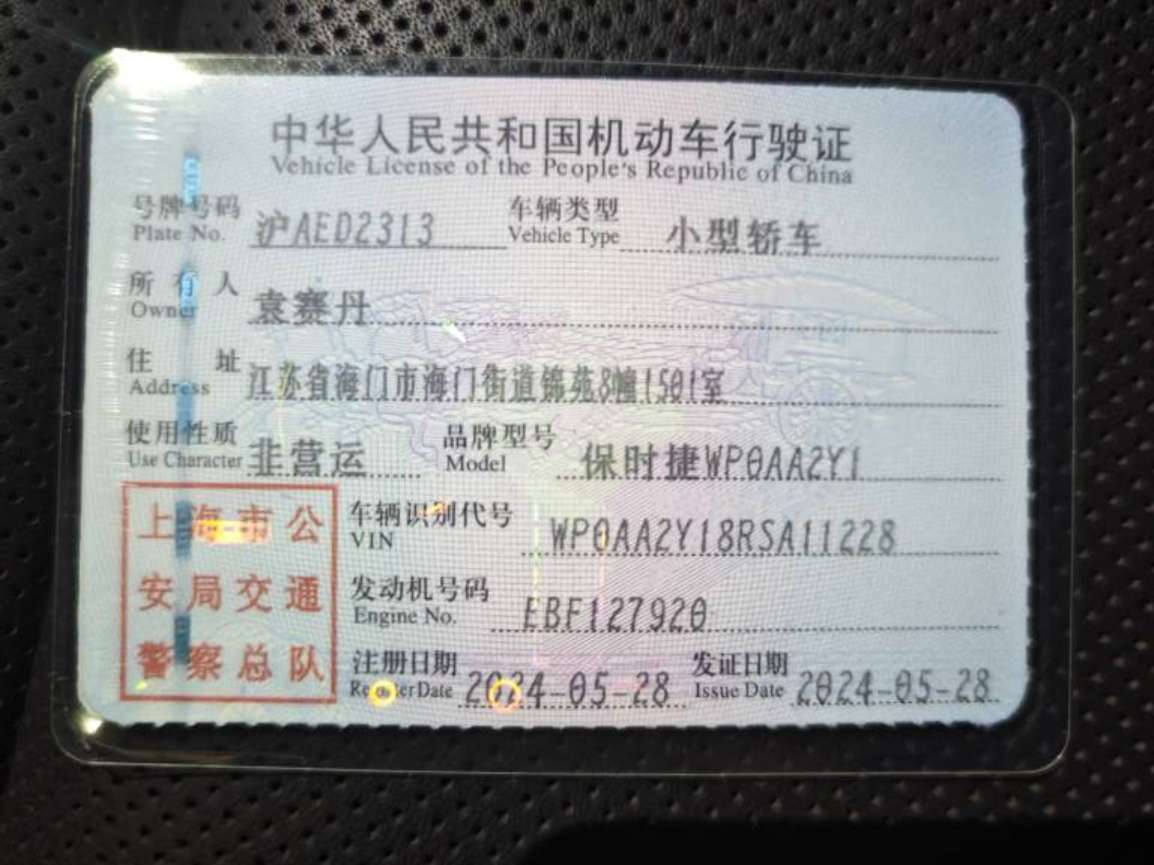 中华人民共和国机动车行驶证
Vehicle License of the People's Republic of China
号牌号码 沪AED2313 车辆类型 小型轿车
Plate No. Vehicle Type
所有人 袁赛丹
Owner
住址 江苏省海门市海门街道锦苑8幢1501室
Address
使用性质 非营运 品牌型号 保时捷WP0AA2Y1
Use Character Model
上海市公
安局交通
警察总队
车辆识别代号 WP0AA2Y18RSA11228
VIN
发动机号码 EBF127920
Engine No.
注册日期 2024-05-28 发证日期 2024-05-28
Register Date Issue Date